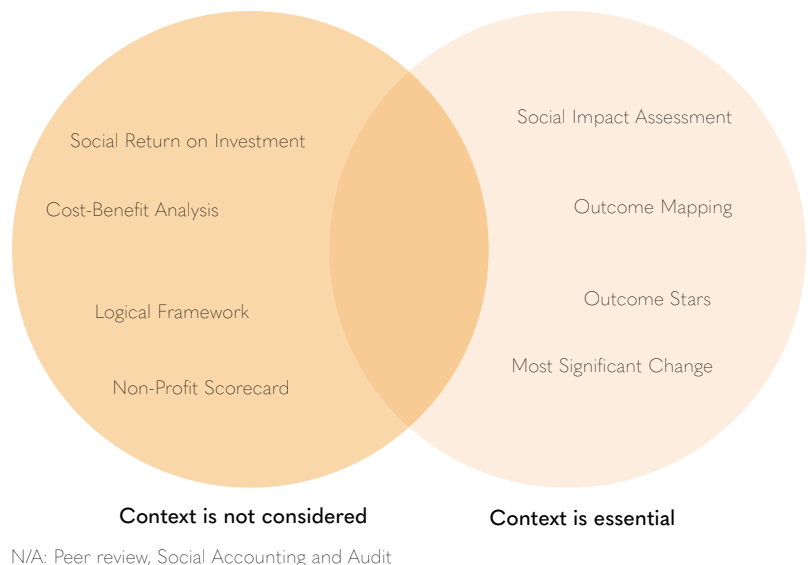 Social Return on Investment
Cost-Benefit Analysis
Logical Framework
Non-Profit Scorecard
Social Impact Assessment
Outcome Mapping
Outcome Stars
Most Significant Change
Context is not considered
Context is essential
N/A: Peer review, Social Accounting and Audit